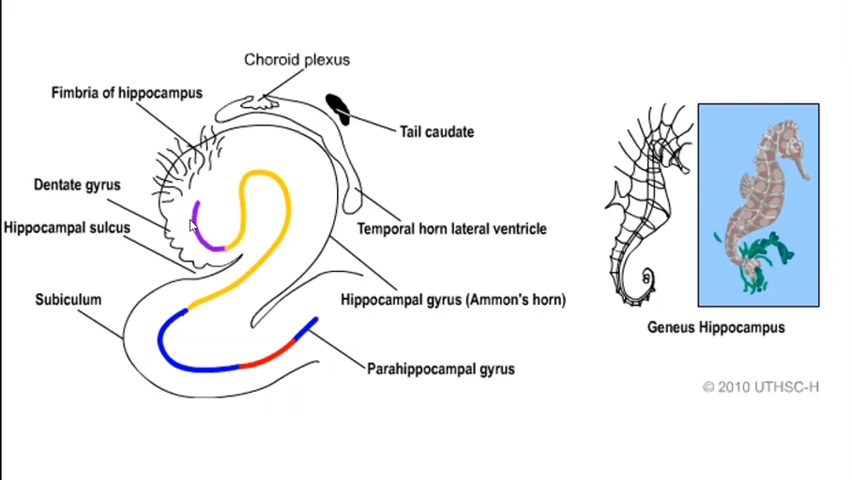 Choroid plexus
Fimbria of hippocampus
Tail caudate
Dentate gyrus
Hippocampal sulcus
Temporal horn lateral ventricle
Subiculum
Hippocampal gyrus (Ammon's horn)
Geneus Hippocampus
Parahippocampal gyrus
© 2010 UTHSC-H